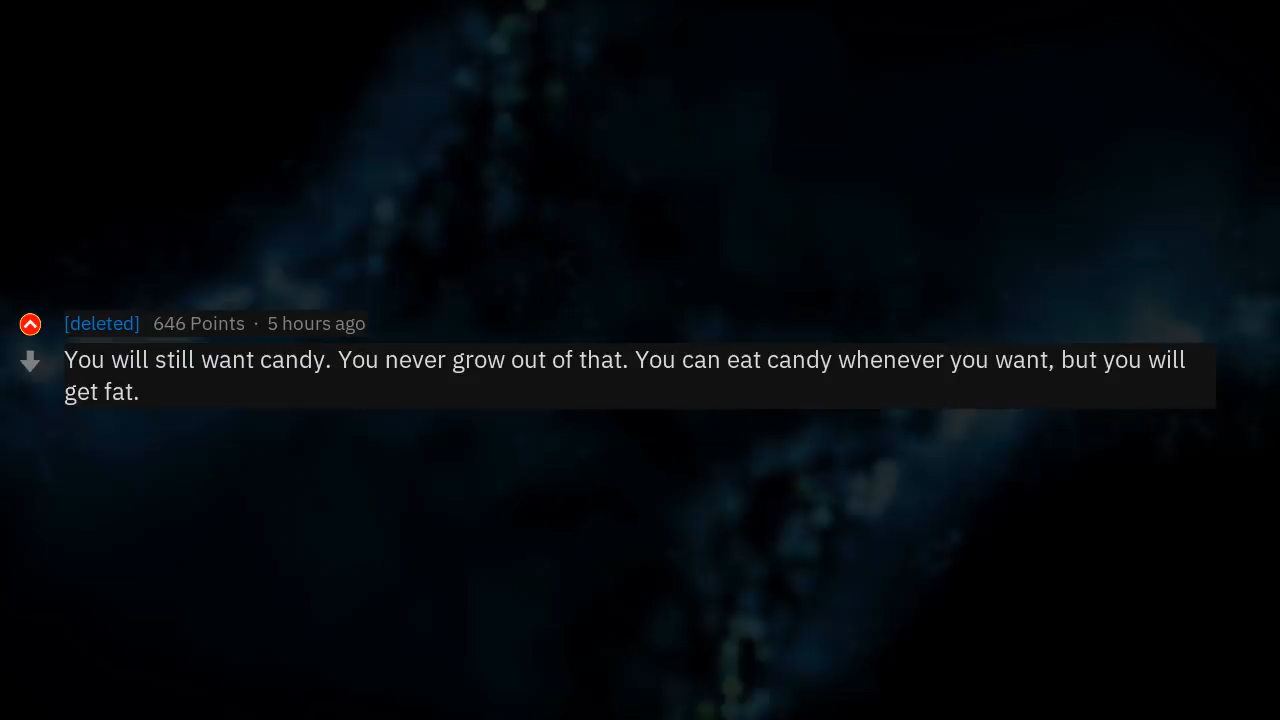 [deleted] 646 Points · 5 hours ago
You will still want candy. You never grow out of that. You can eat candy whenever you want, but you will
get fat.